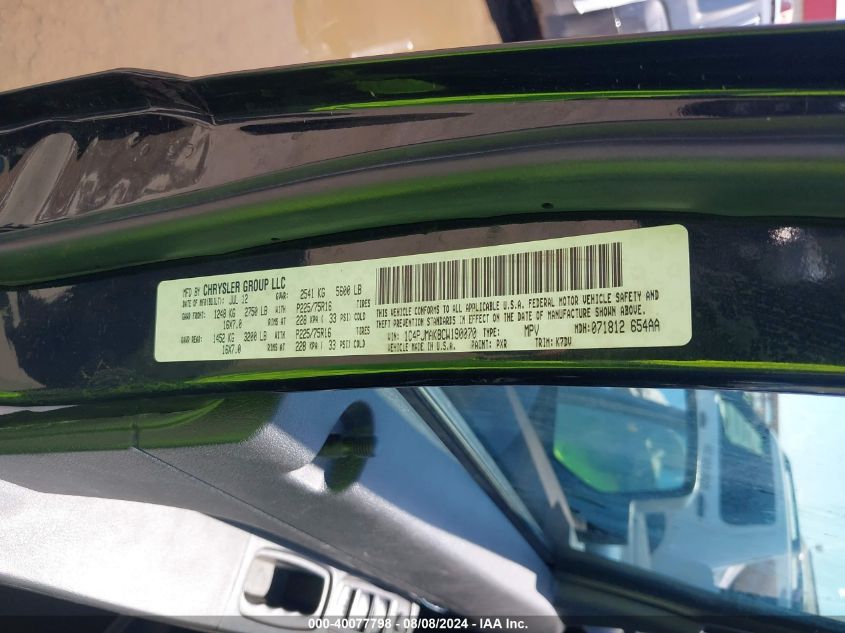 MFD BY CHRYSLER GROUP LLC
DATE OF MFR(BUILT): JUL 12 GVWR: 2541 KG 5600 LB
GAWR FRONT: 1248 KG 2750 LB WITH P225/75R16 TIRES
16X7.0 RIMS AT 228 KPA ( 33 PSI) COLD
GAWR REAR: 1452 KG 3200 LB WITH P225/75R16 TIRES
16X7.0 RIMS AT 228 KPA ( 33 PSI) COLD
THIS VEHICLE CONFORMS TO ALL APPLICABLE U.S.A. FEDERAL MOTOR VEHICLE SAFETY AND
THEFT PREVENTION STANDARDS IN EFFECT ON THE DATE OF MANUFACTURE SHOWN ABOVE.
VIN: 1C4PJMAK8CW190070 TYPE: MPV MDH: 071812 654AA
VEHICLE MADE IN U.S.A. PAINT: PXR TRIM: K7DV
000-40077798 - 08/08/2024 - IAA Inc.